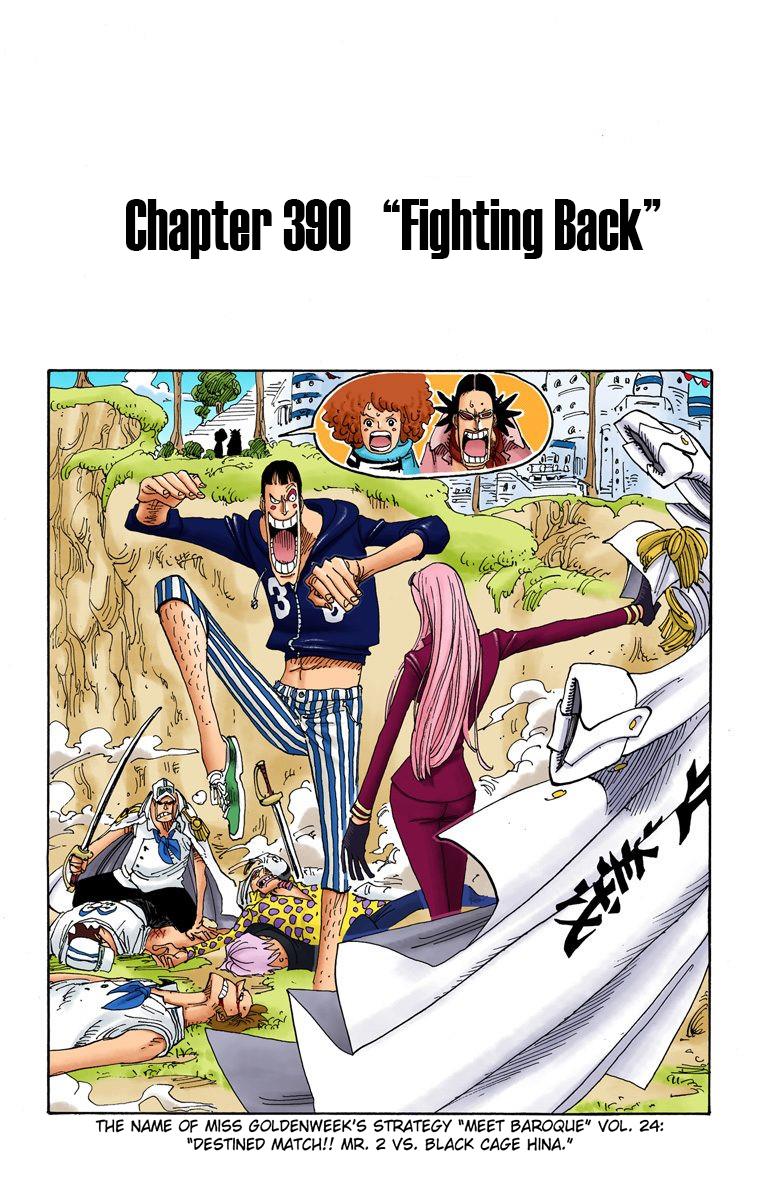 Chapter 390 “Fighting Back”
3
THE NAME OF MISS GOLDENWEEK'S STRATEGY “MEET BAROQUE” VOL. 24:
“DESTINED MATCH!! MR. 2 VS. BLACK CAGE HINA.”